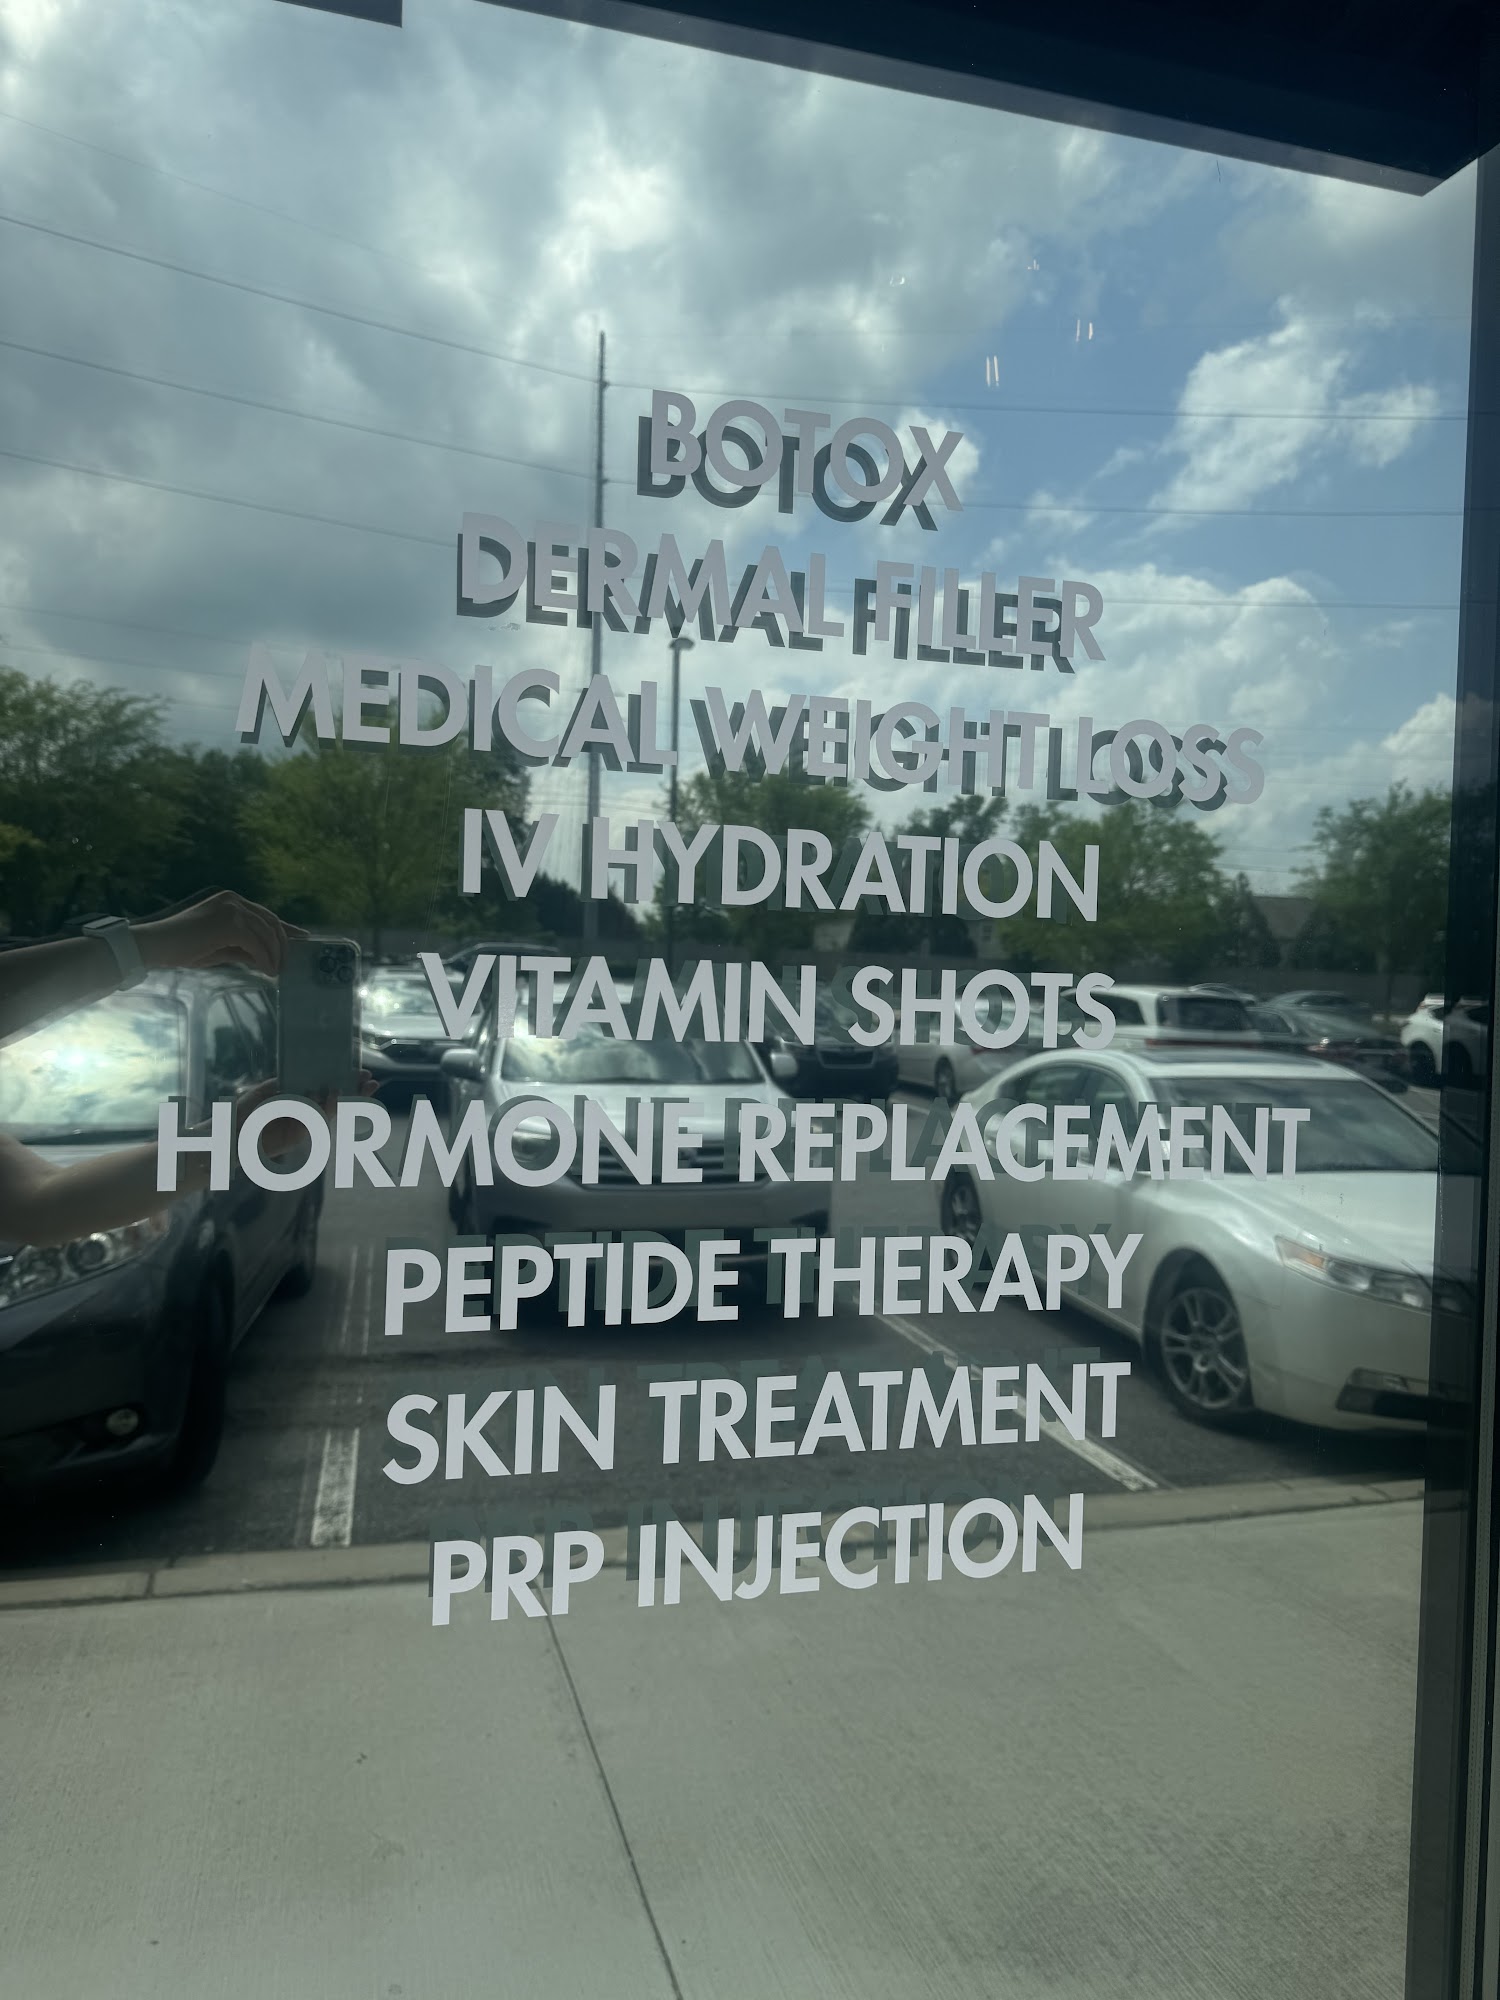 BOTOX
DERMAL FILLER
MEDICAL WEIGHT LOSS
IV HYDRATION
VITAMIN SHOTS
HORMONE REPLACEMENT
PEPTIDE THERAPY
SKIN TREATMENT
PRP INJECTION